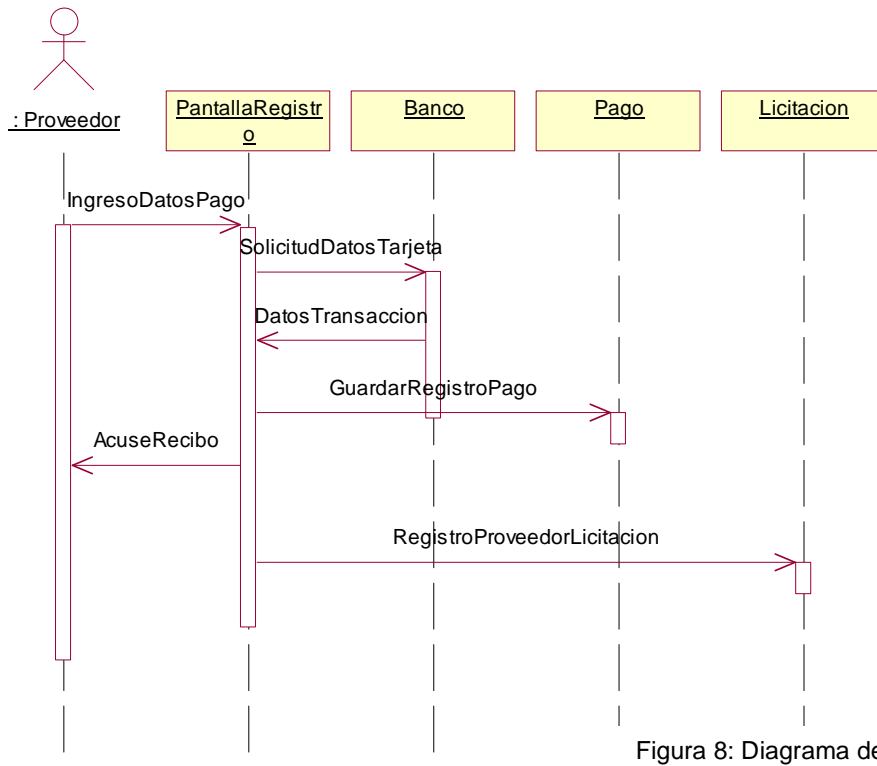 : Proveedor
PantallaRegistr
o
Banco
Pago
Licitacion
IngresoDatosPago
SolicitudDatosTarjeta
DatosTransaccion
GuardarRegistroPago
AcuseRecibo
RegistroProveedorLicitacion
Figura 8: Diagrama de